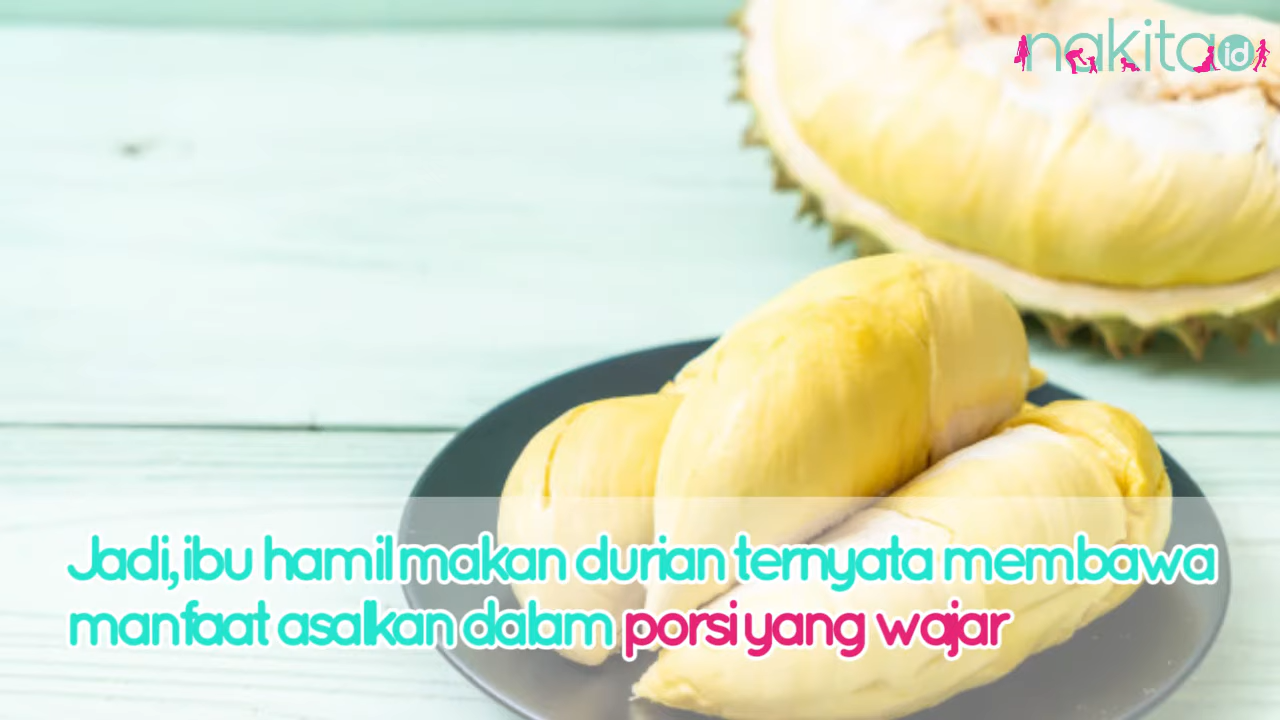 nakita.id
Jadi, ibu hamil makan durian ternyata membawa
manfaat asalkan dalam porsi yang wajar